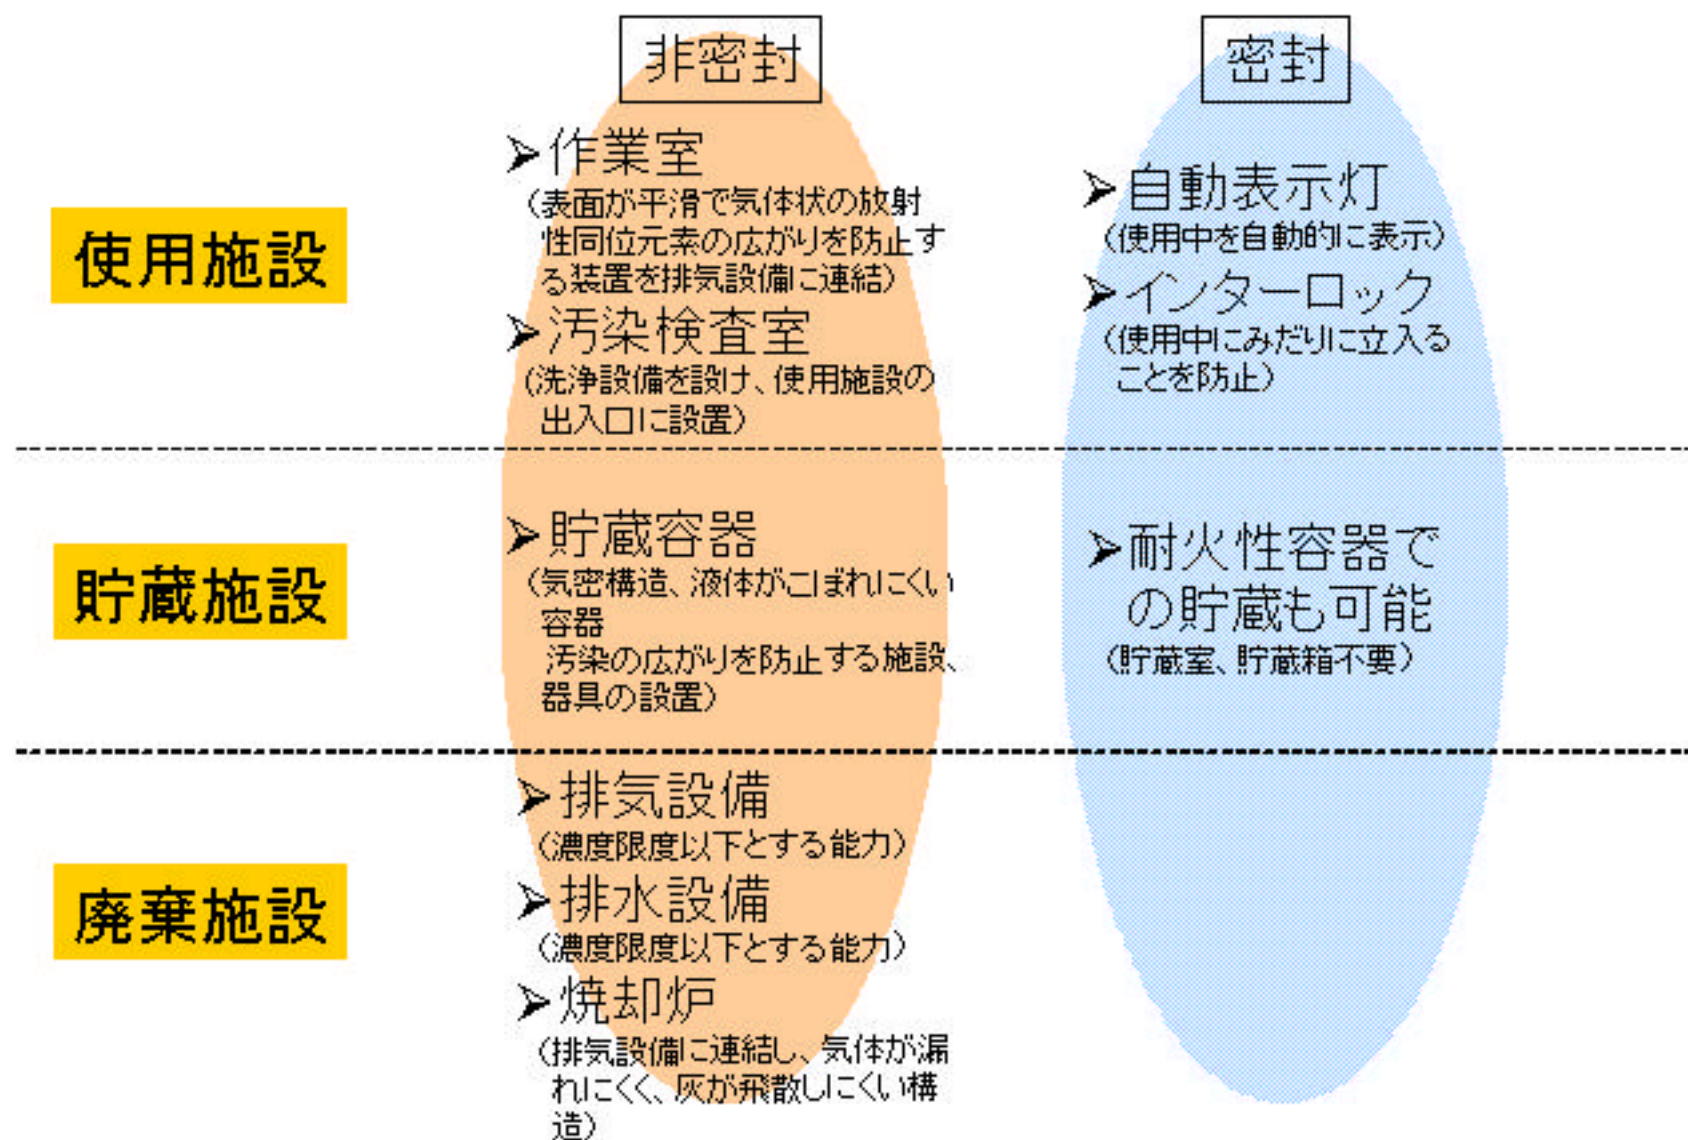 非密封
密封
使用施設
➢作業室
(表面が平滑で気体状の放射
性同位元素の広がりを防止す
る装置を排気設備に連結)
➢汚染検査室
(洗浄設備を設け、使用施設の
出入口に設置)
➢自動表示灯
(使用中を自動的に表示)
➢インターロック
(使用中にみだりに立入る
ことを防止)
貯蔵施設
➢貯蔵容器
(気密構造、液体がこぼれにくい
容器
汚染の広がりを防止する施設、
器具の設置)
➢耐火性容器で
の貯蔵も可能
(貯蔵室、貯蔵箱不要)
廃棄施設
➢排気設備
(濃度限度以下とする能力)
➢排水設備
(濃度限度以下とする能力)
➢焼却炉
(排気設備に連結し、気体が漏
れにくく、灰が飛散しにくい構
造)